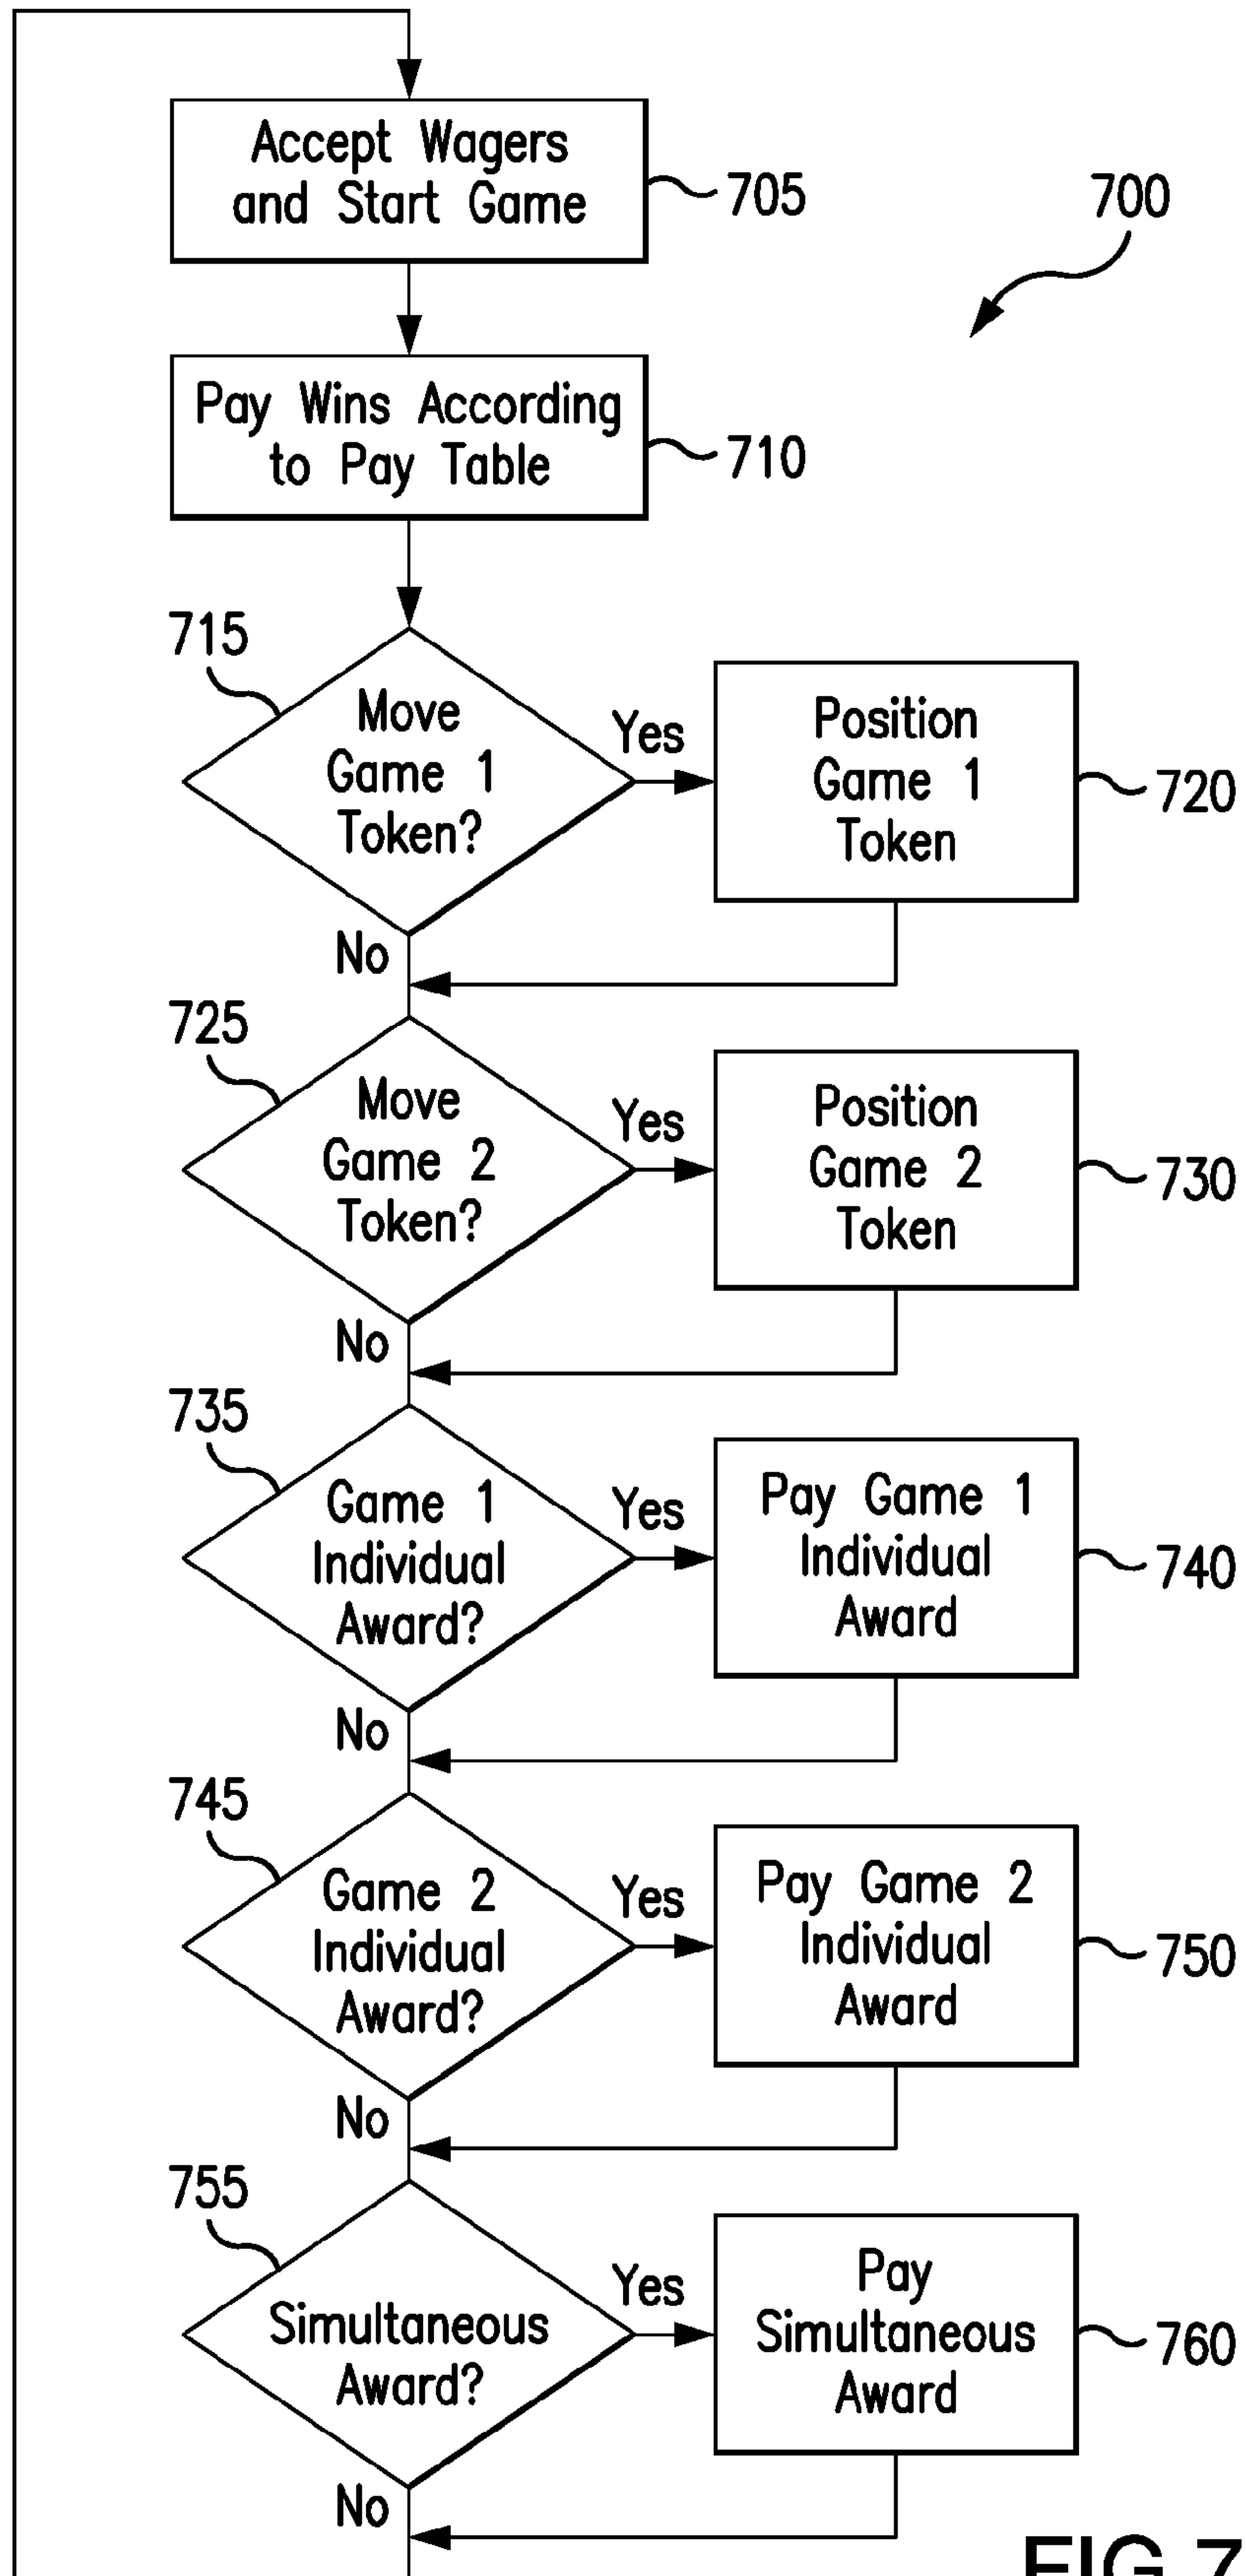 Accept Wagers
and Start Game
705
700
Pay Wins According
to Pay Table
710
715
Move
Game 1
Token?
Yes
Position
Game 1
Token
720
No
725
Move
Game 2
Token?
Yes
Position
Game 2
Token
730
No
735
Game 1
Individual
Award?
Yes
Pay Game 1
Individual
Award
740
No
745
Game 2
Individual
Award?
Yes
Pay Game 2
Individual
Award
750
No
755
Simultaneous
Award?
Yes
Pay
Simultaneous
Award
760
No
FIG.7